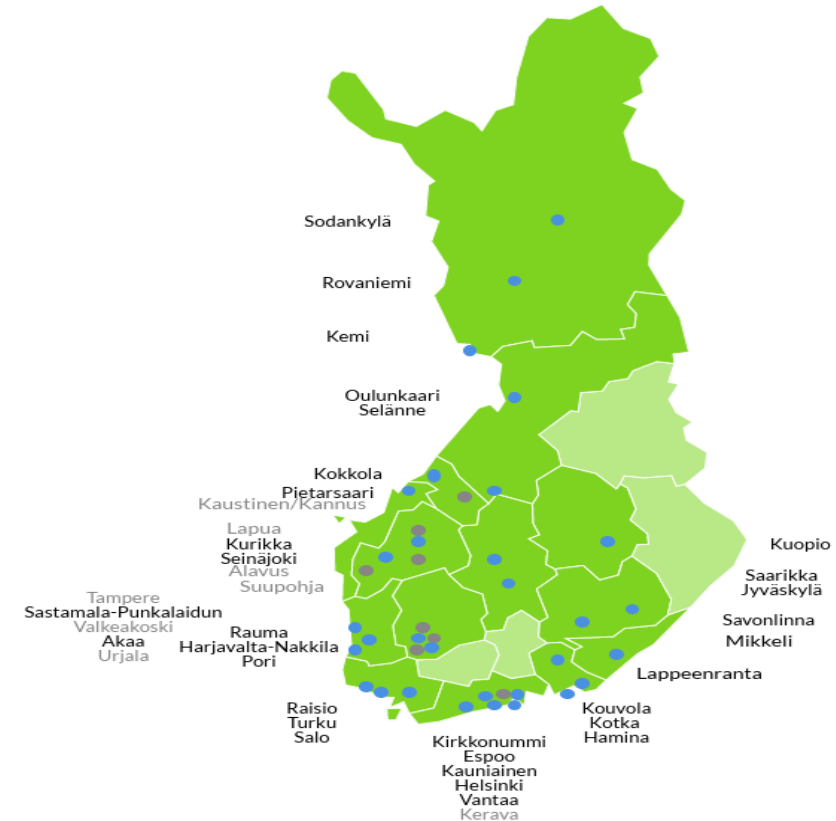 Sodankylä
Rovaniemi
Kemi
Oulunkaari
Selänne
Kokkola
Pietarsaari
Kaustinen/Kannus
Lapua
Kurikka
Seinäjoki
Alavus
Suupohja
Tampere
Sastamala-Punkalaidun
Valkeakoski
Akaa
Urjala
Rauma
Harjavalta-Nakkila
Pori
Raisio
Turku
Salo
Kirkkonummi
Espoo
Kauniainen
Helsinki
Vantaa
Kerava
Kuopio
Saarikka
Jyväskylä
Savonlinna
Mikkeli
Lappeenranta
Kouvola
Kotka
Hamina